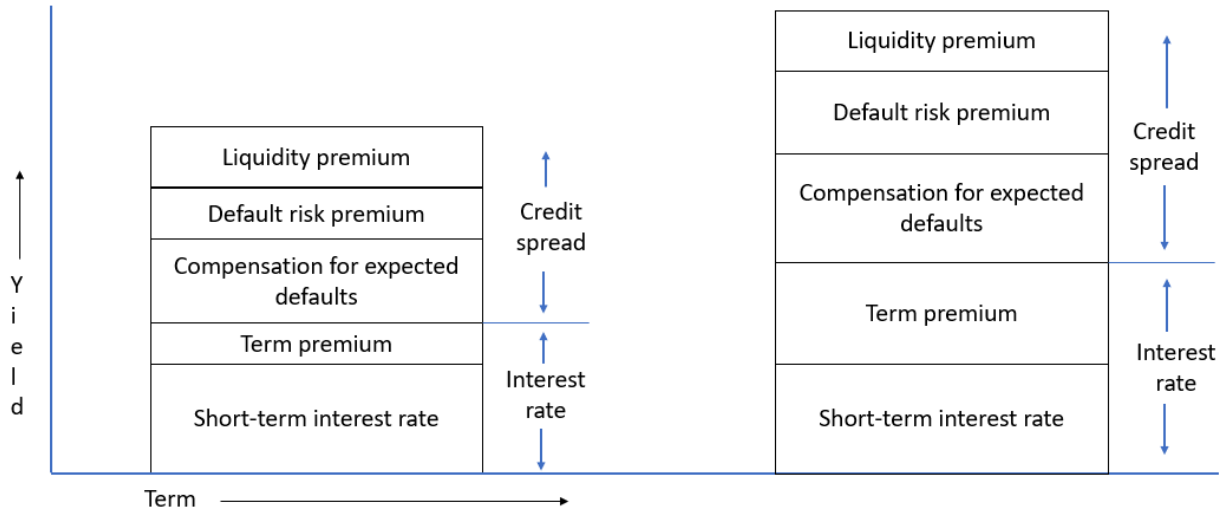 Liquidity premium
Default risk premium
Compensation for expected
defaults
Term premium
Short-term interest rate
Credit
spread
Interest
rate
Liquidity premium
Default risk premium
Compensation for expected
defaults
Term premium
Short-term interest rate
Credit
spread
Interest
rate
Yield
Term